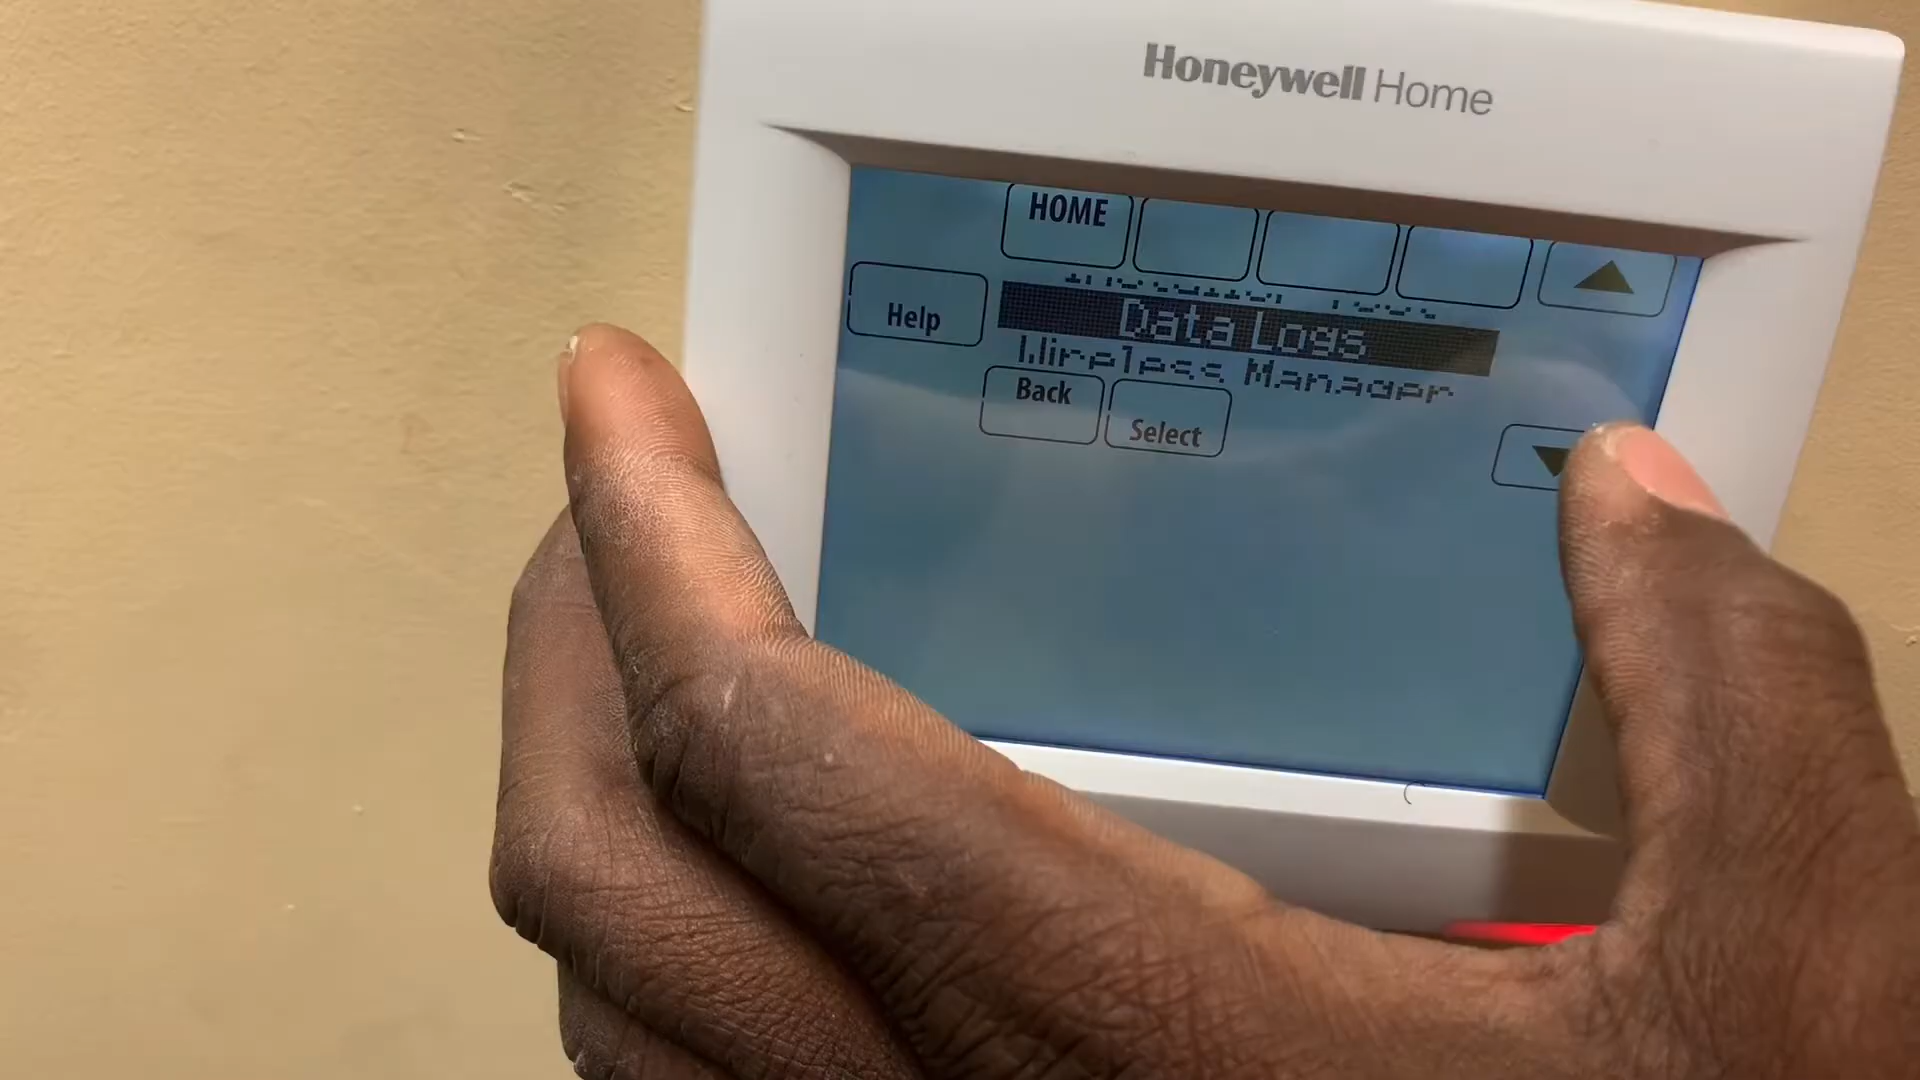 Honeywell Home
HOME
Help
Data Logs
Wireless Manager
Back
Select